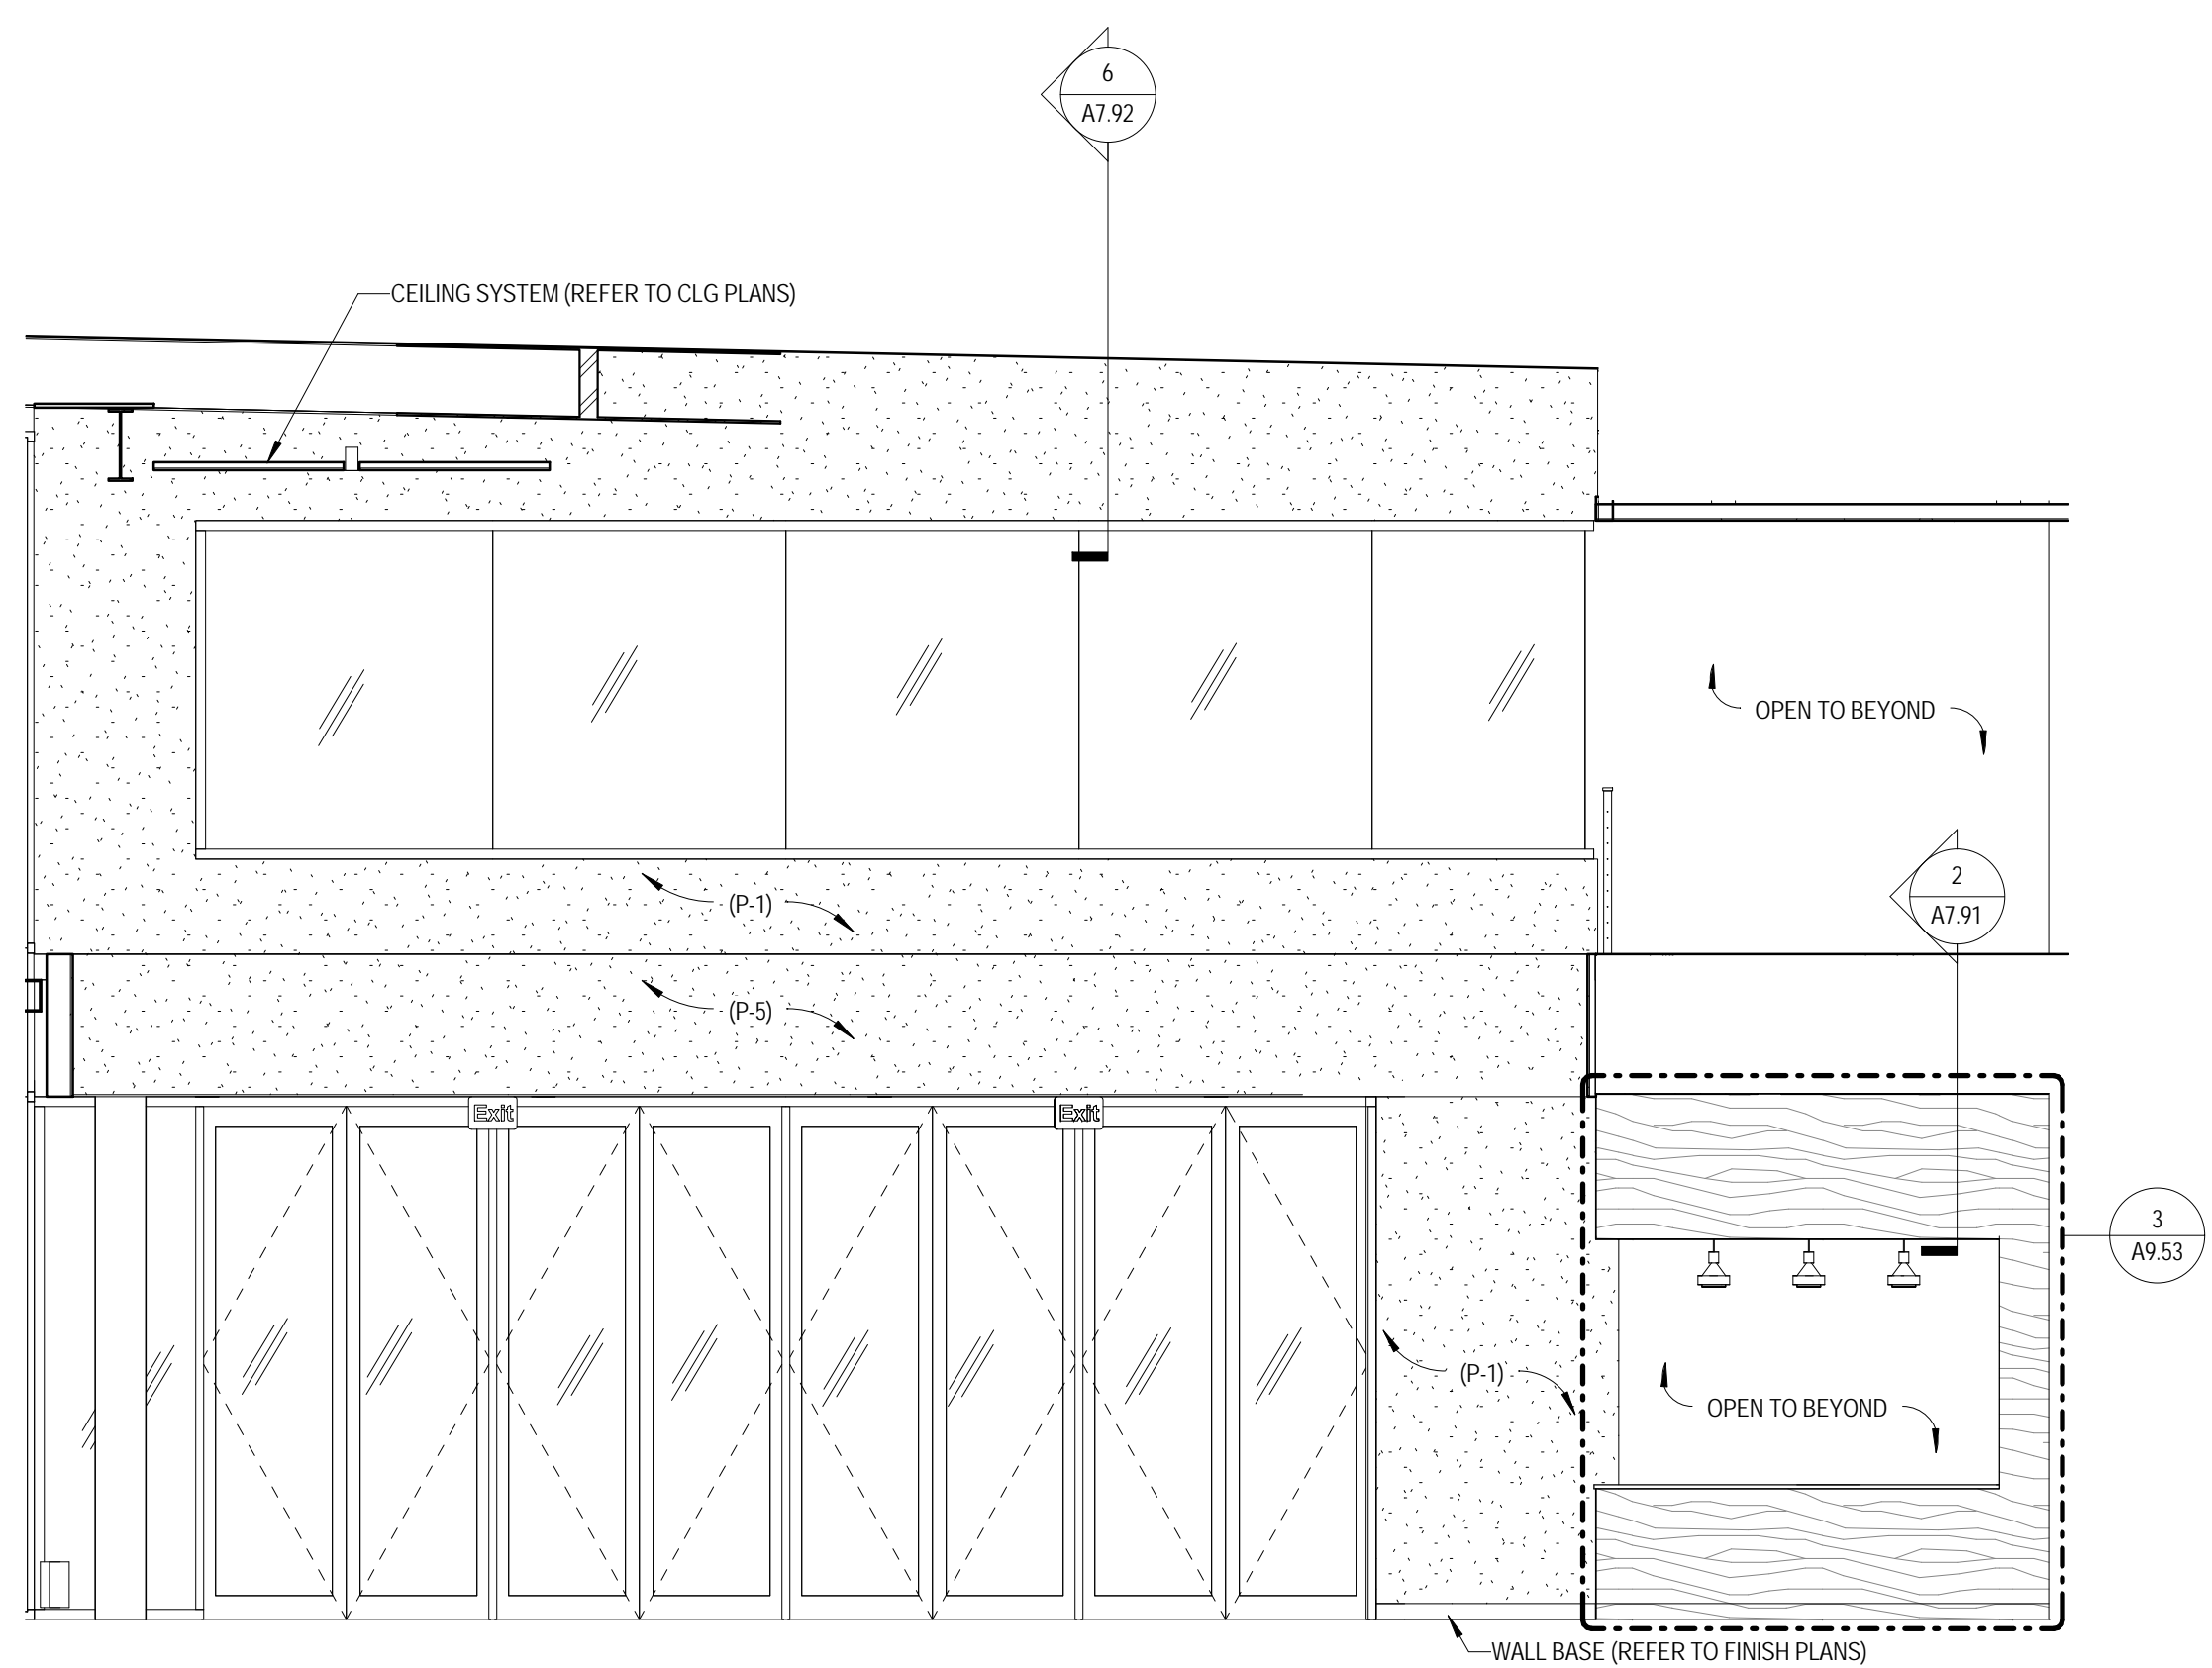 6
A7.92
CEILING SYSTEM (REFER TO CLG PLANS)
OPEN TO BEYOND
2
A7.91
(P-1)
(P-5)
Exit
Exit
3
A9.53
(P-1)
OPEN TO BEYOND
WALL BASE (REFER TO FINISH PLANS)